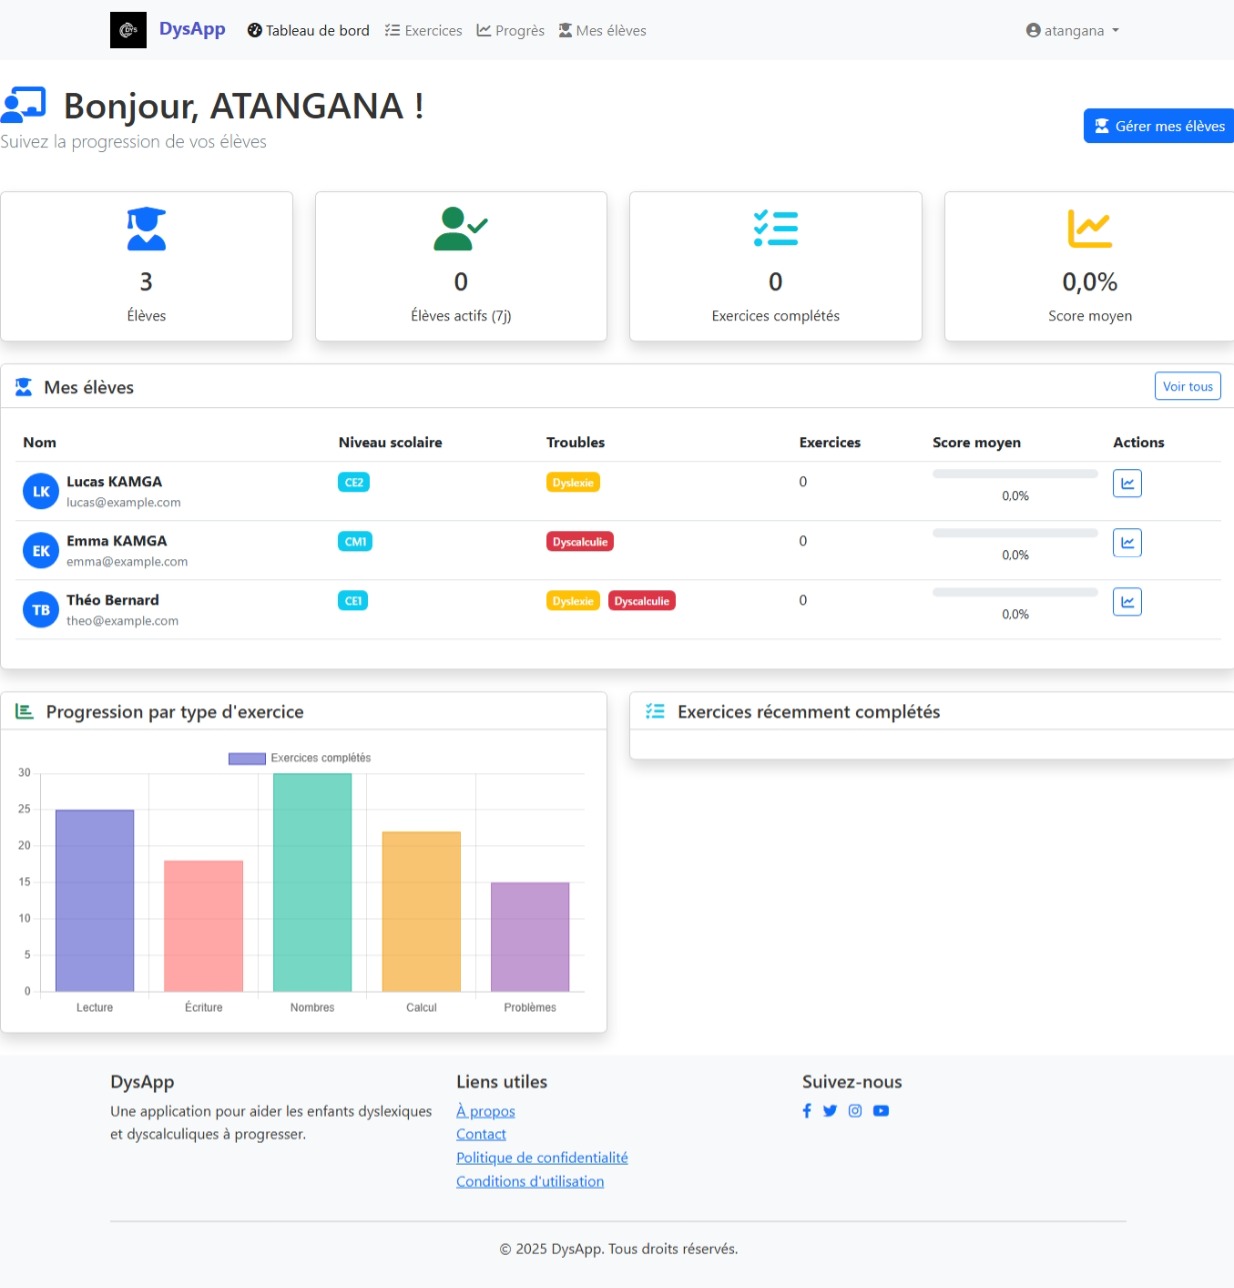 DYS
DysApp
Tableau de bord
Exercices
Progrès
Mes élèves
atangana
Bonjour, ATANGANA !
Suivez la progression de vos élèves
Gérer mes élèves
3
Élèves
0
Élèves actifs (7j)
0
Exercices complétés
0,0%
Score moyen
Mes élèves
Voir tous
Nom Niveau scolaire Troubles Exercices Score moyen Actions
LK Lucas KAMGA CE2 Dyslexie 0
lucas@example.com 0,0%
EK Emma KAMGA CM1 Dyscalculie 0
emma@example.com 0,0%
TB Théo Bernard CE1 Dyslexie Dyscalculie 0
theo@example.com 0,0%
Progression par type d'exercice
Exercices complétés
30
25
20
15
10
5
0
Lecture Écriture Nombres Calcul Problèmes
Exercices récemment complétés
DysApp
Une application pour aider les enfants dyslexiques
et dyscalculiques à progresser.
Liens utiles
À propos
Contact
Politique de confidentialité
Conditions d'utilisation
Suivez-nous
© 2025 DysApp. Tous droits réservés.